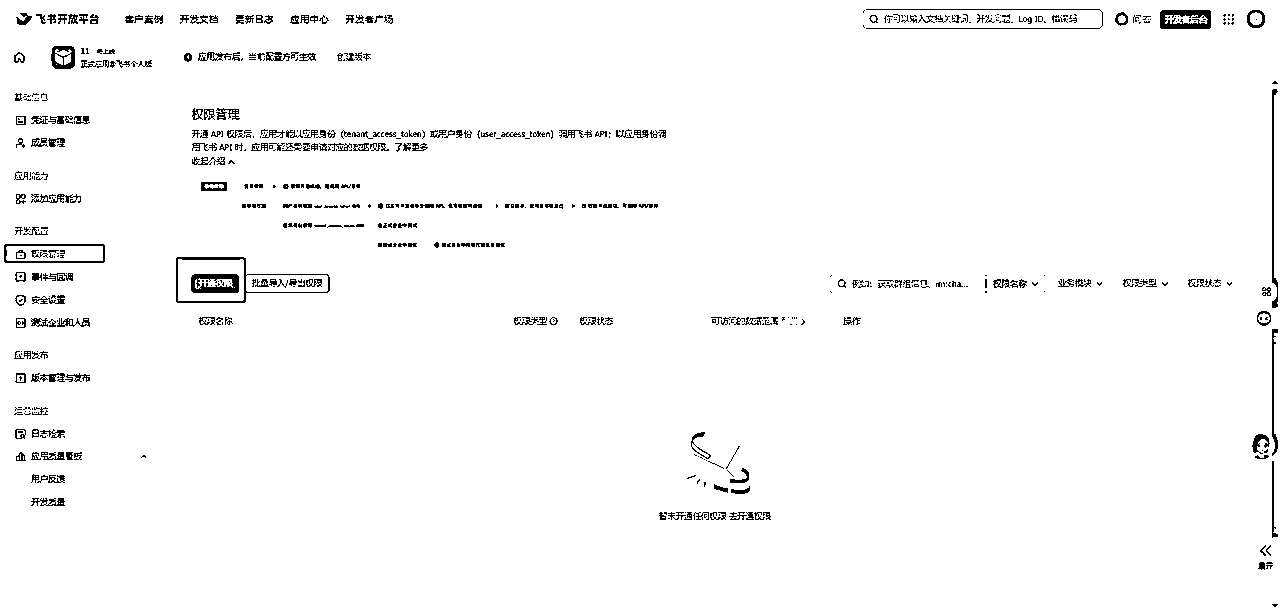 飞书开放平台 客户案例 开发文档 更新日志 应用中心 开发者广场
你可以输入文档关键词、开发问题、Log ID、错误码 问答 开发者后台
11 待上线
正式应用 飞书个人版
应用发布后，当前配置方可生效 创建版本
基础信息
凭证与基础信息
成员管理
应用能力
添加应用能力
开发配置
权限管理
事件与回调
安全设置
测试企业和人员
应用发布
版本管理与发布
运营监控
日志检索
应用质量看板
用户反馈
开发质量
权限管理
开通 API 权限后，应用才能以应用身份（tenant_access_token）或用户身份（user_access_token）调用飞书 API；以应用身份调
用飞书 API 时，应用可能还需要申请对应的数据权限。了解更多
收起介绍
开通权限 批量导入/导出权限
例如：获取群组信息、im:cha... 权限名称 业务模块 权限类型 权限状态
权限名称 权限类型 权限状态 可访问的数据范围 操作
暂未开通任何权限 去开通权限
展开